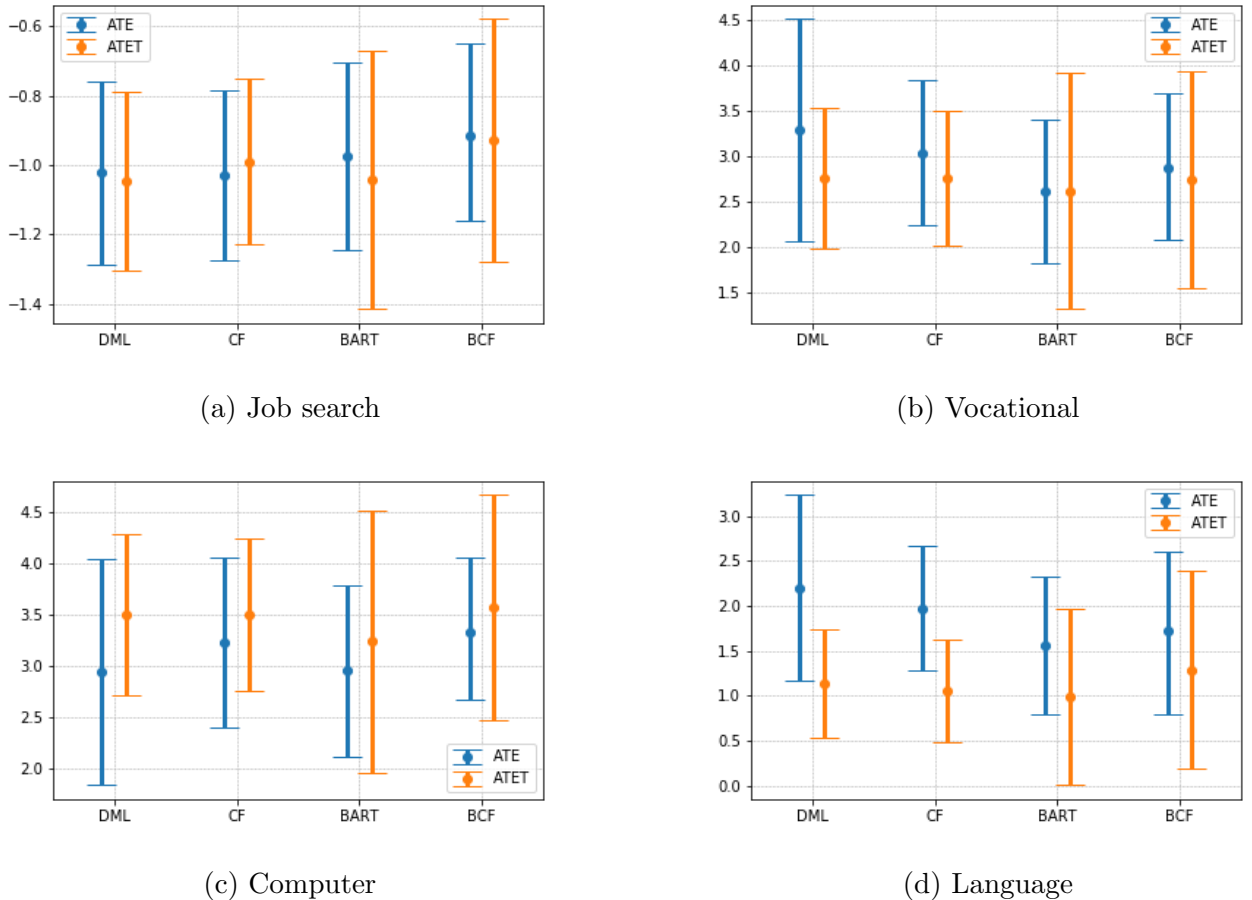 −0.6
−0.8
−1.0
−1.2
−1.4
ATE
ATET
DML CF BART BCF
(a) Job search
4.5
4.0
3.5
3.0
2.5
2.0
1.5
ATE
ATET
DML CF BART BCF
(b) Vocational
4.5
4.0
3.5
3.0
2.5
2.0
ATE
ATET
DML CF BART BCF
(c) Computer
3.0
2.5
2.0
1.5
1.0
0.5
0.0
ATE
ATET
DML CF BART BCF
(d) Language